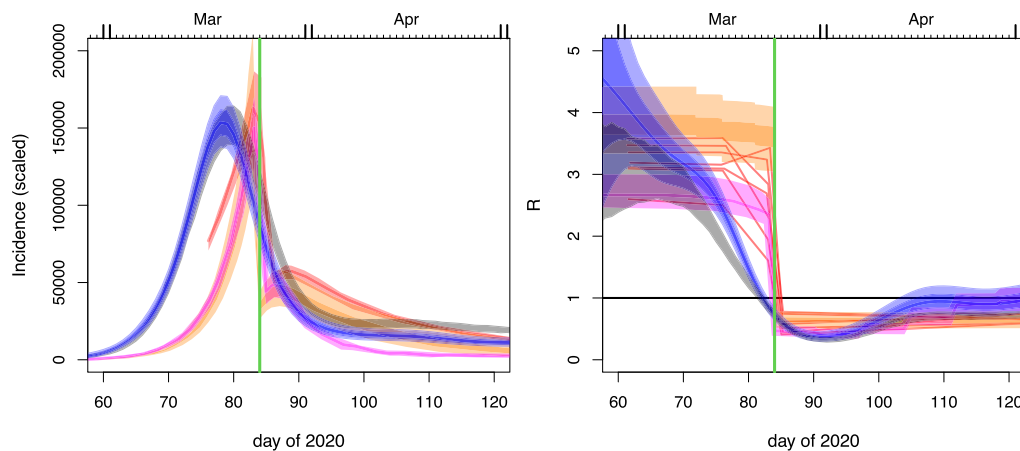 Mar Apr
Incidence (scaled)
0 50000 100000 150000 200000
60 70 80 90 100 110 120
day of 2020
Mar Apr
R
0 1 2 3 4 5
60 70 80 90 100 110 120
day of 2020